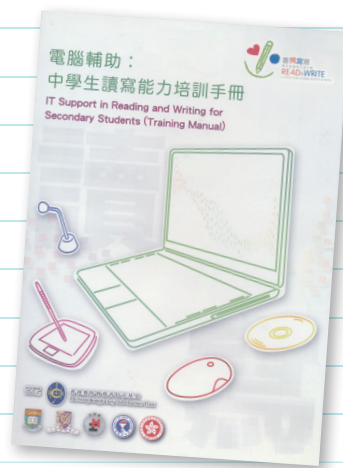 電腦輔助：
中學生讀寫能力培訓手冊
IT Support in Reading and Writing for
Secondary Students (Training Manual)
READ&WRITE